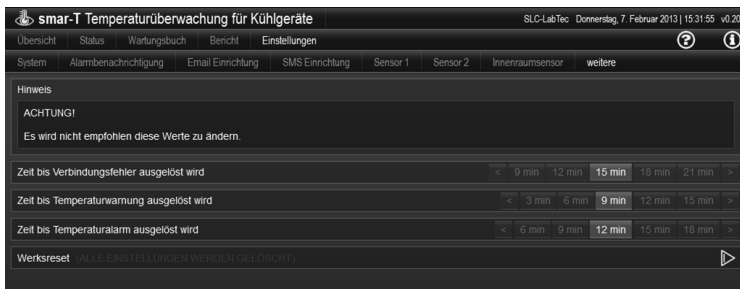 smar-T Temperaturüberwachung für Kühlgeräte SLC-LabTec Donnerstag, 7. Februar 2013 | 15:31:55 v0.20
Übersicht Status Wartungsbuch Bericht Einstellungen ? i
System Alarmbenachrichtigung Email Einrichtung SMS Einrichtung Sensor 1 Sensor 2 Innenraumsensor weitere
Hinweis
ACHTUNG!
Es wird nicht empfohlen diese Werte zu ändern.
Zeit bis Verbindungsfehler ausgelöst wird < 9 min 12 min 15 min 18 min 21 min >
Zeit bis Temperaturwarnung ausgelöst wird < 3 min 6 min 9 min 12 min 15 min >
Zeit bis Temperaturalarm ausgelöst wird < 6 min 9 min 12 min 15 min 18 min >
Werksreset (ALLE EINSTELLUNGEN WERDEN GELÖSCHT)